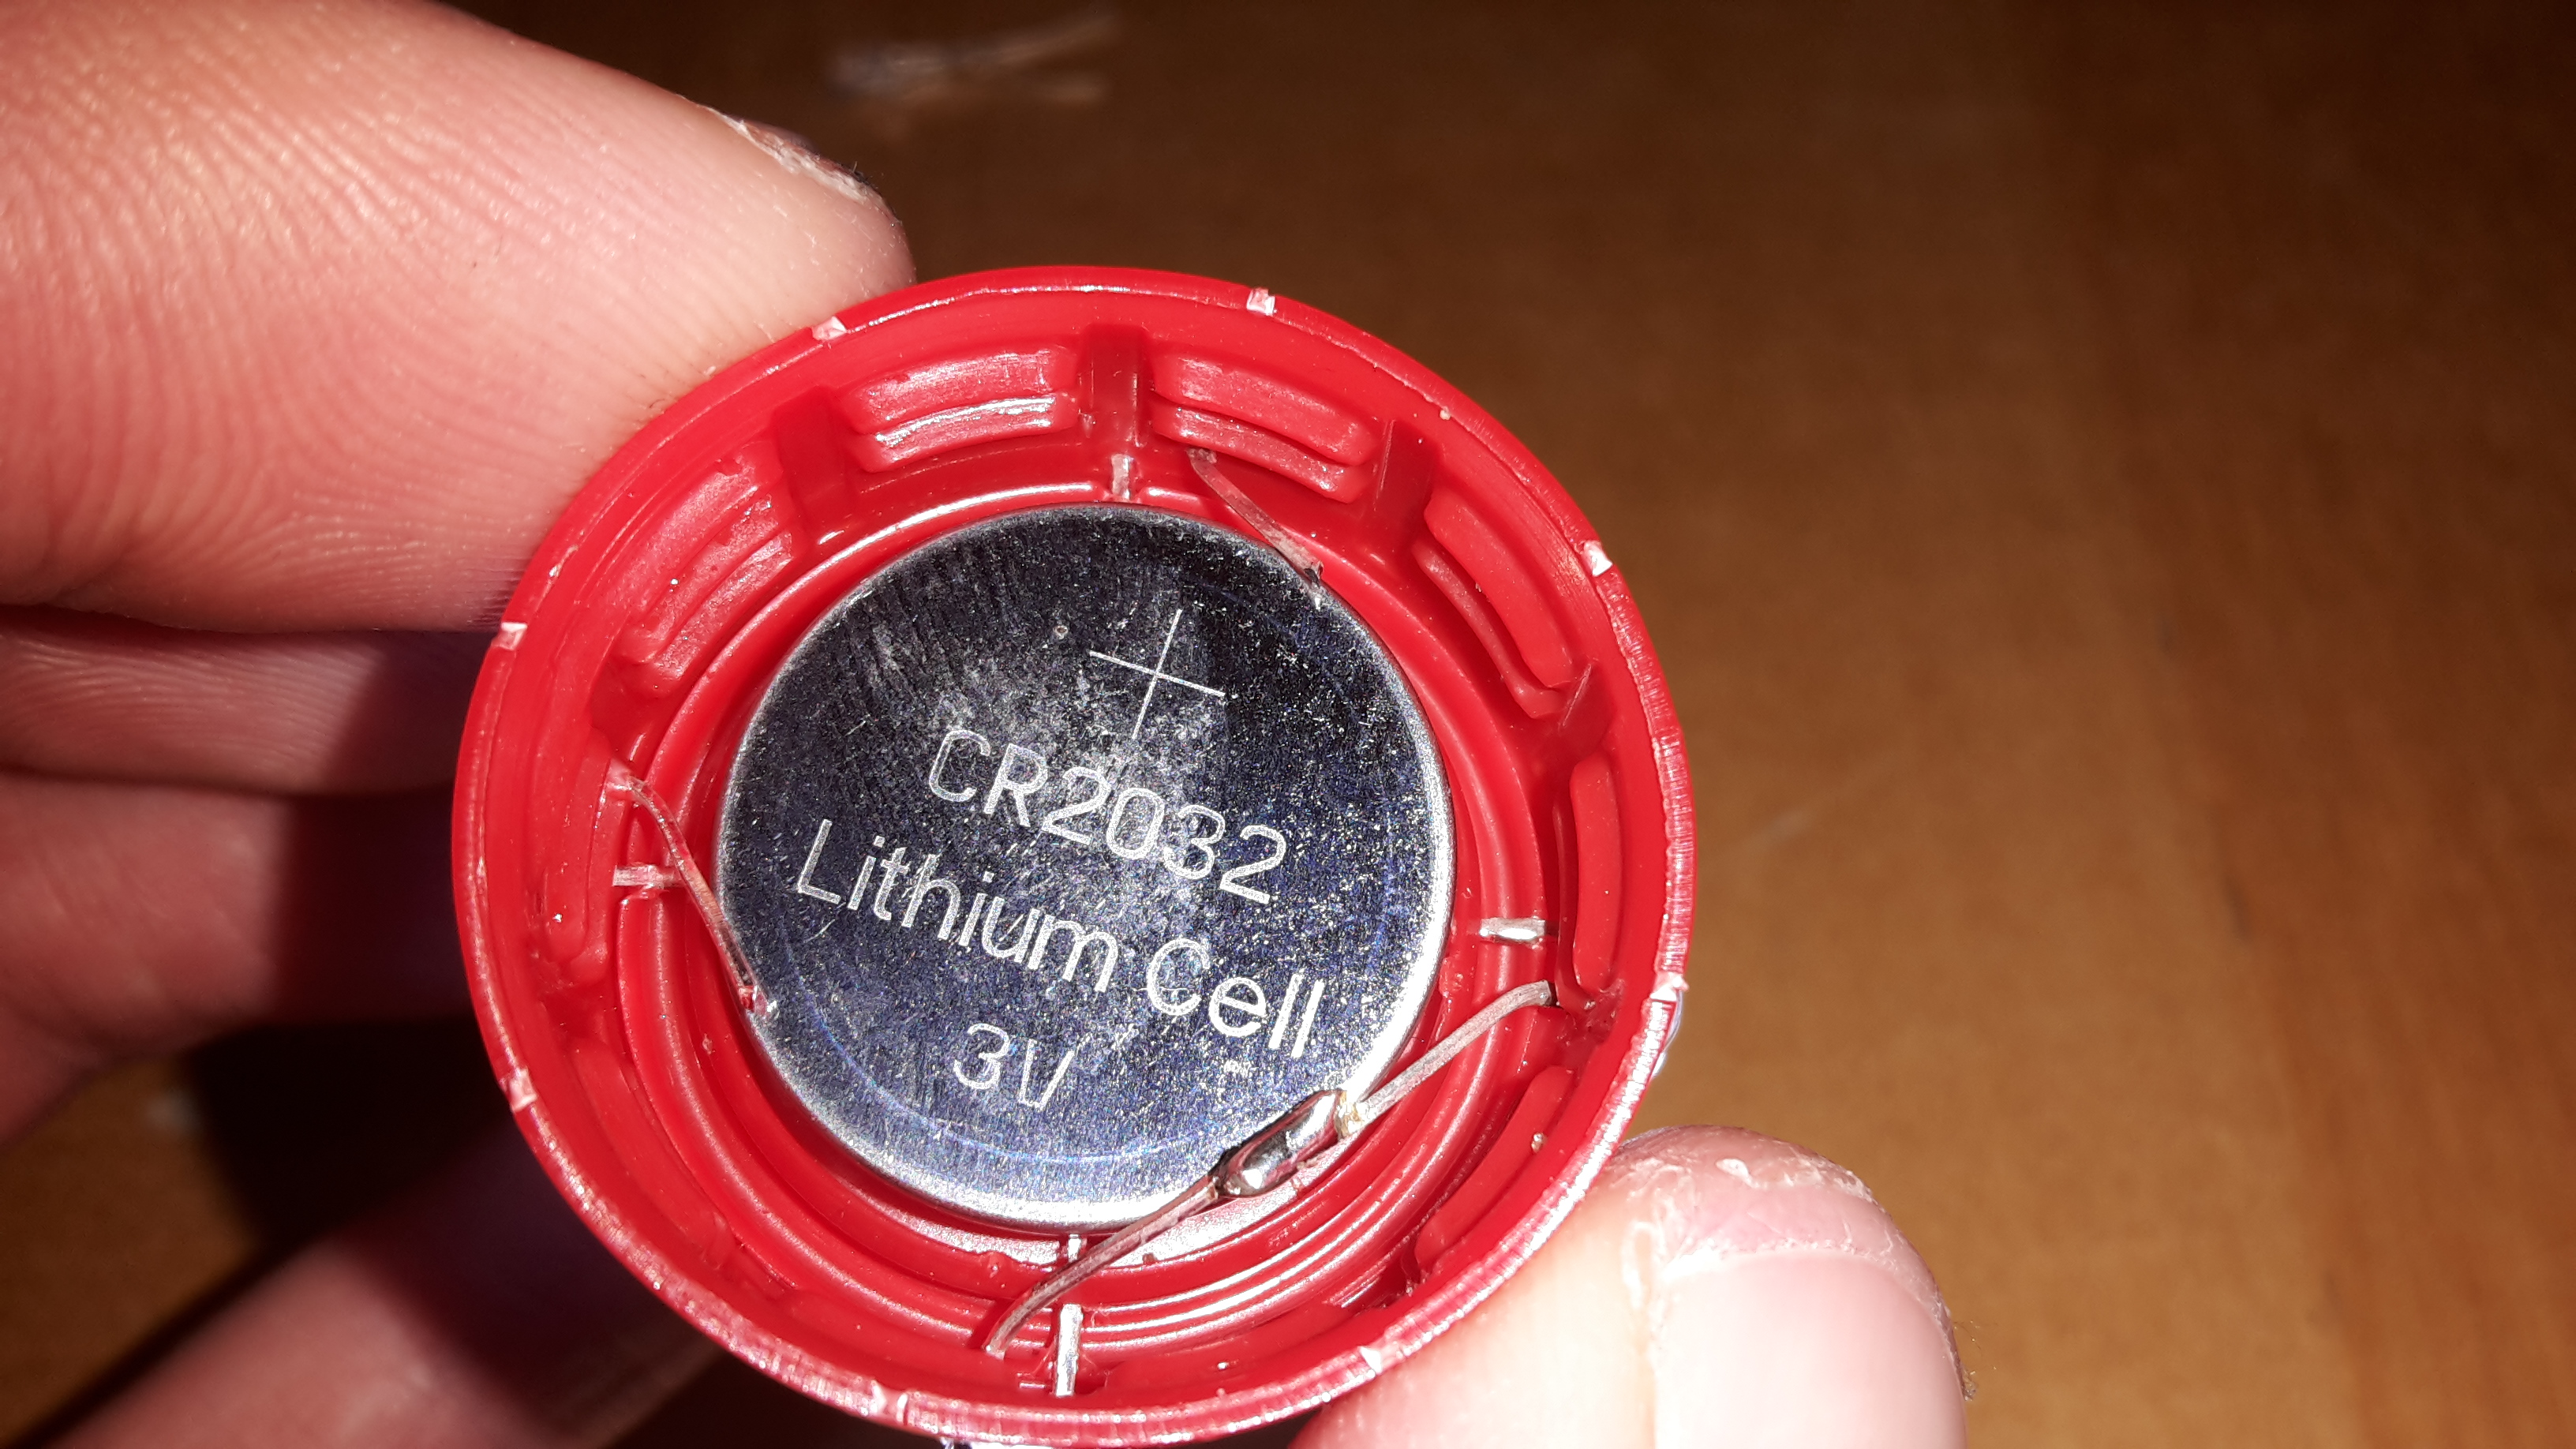 +
CR2032
Lithium Cell
3V